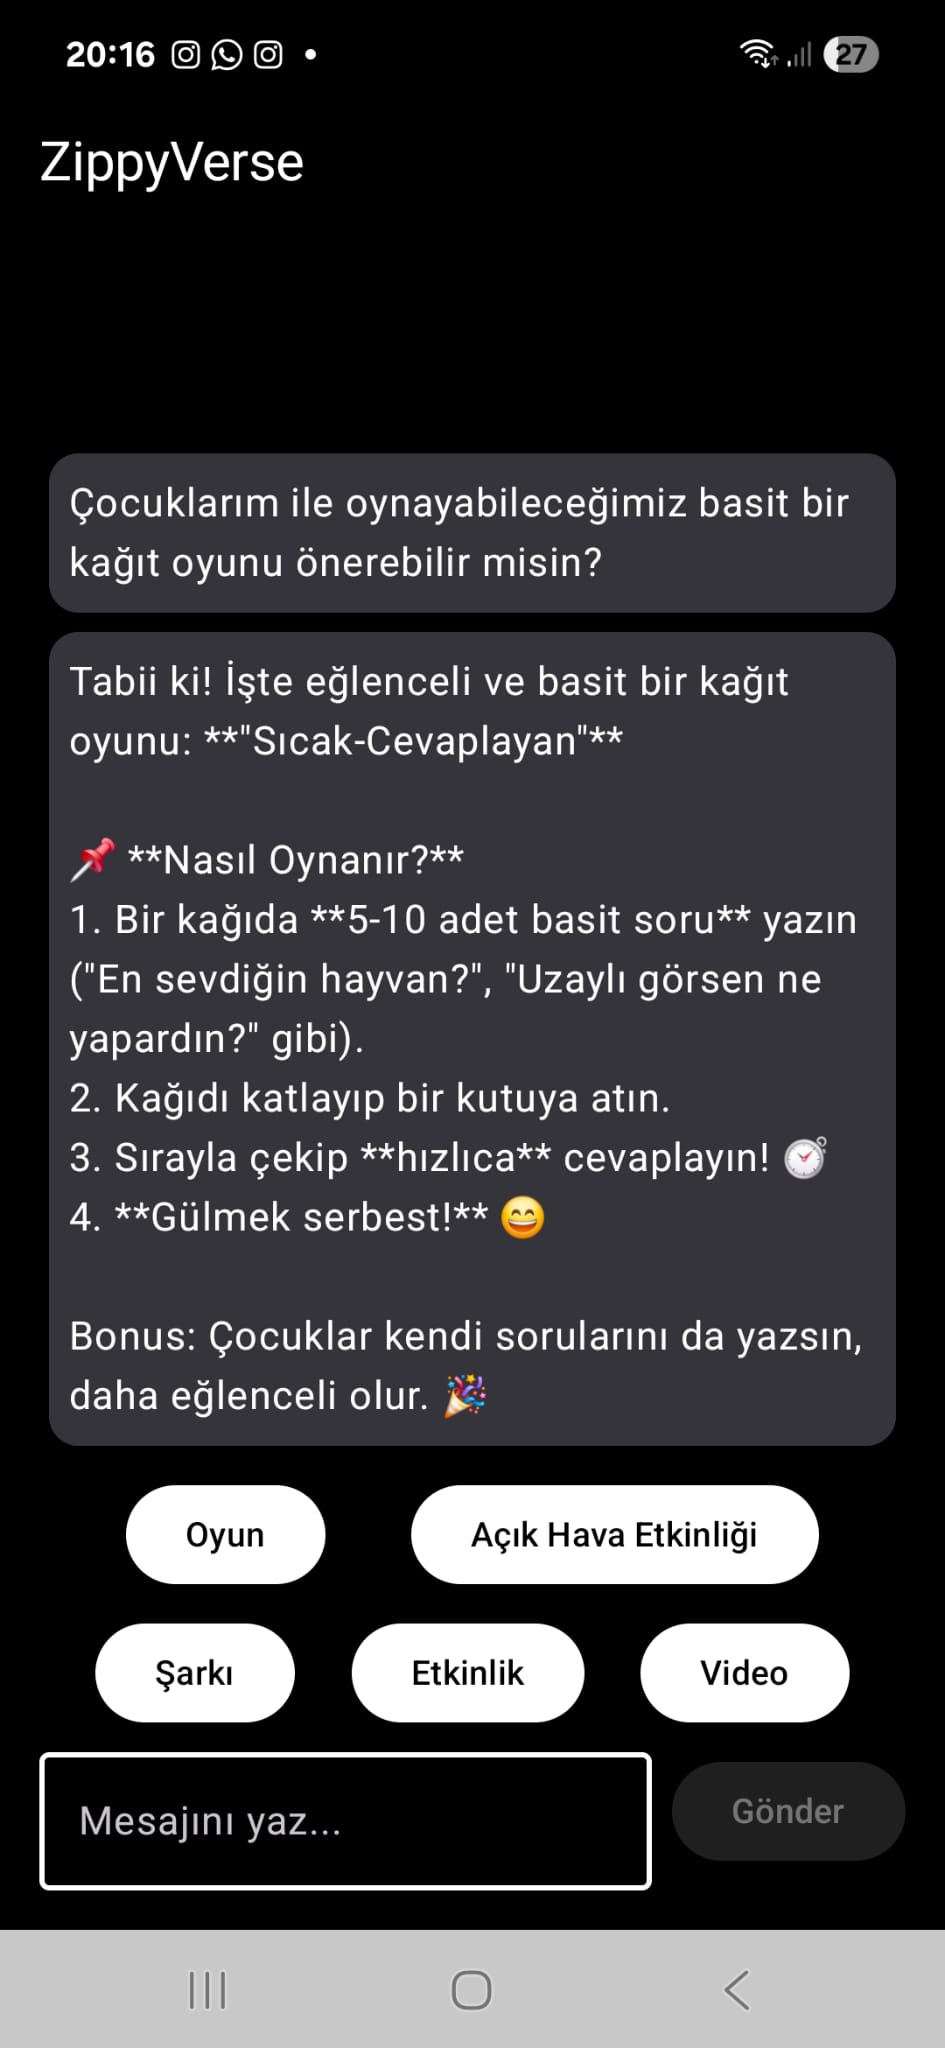 20:16
27
ZippyVerse
Çocuklarım ile oynayabileceğimiz basit bir
kağıt oyunu önerebilir misin?
Tabii ki! İşte eğlenceli ve basit bir kağıt
oyunu: **"Sıcak-Cevaplayan"**
📌 **Nasıl Oynanır?**
1. Bir kağıda **5-10 adet basit soru** yazın
("En sevdiğin hayvan?", "Uzaylı görsen ne
yapardın?" gibi).
2. Kağıdı katlayıp bir kutuya atın.
3. Sırayla çekip **hızlıca** cevaplayın! ⏱️
4. **Gülmek serbest!** 😄
Bonus: Çocuklar kendi sorularını da yazsın,
daha eğlenceli olur. 🎉
Oyun
Açık Hava Etkinliği
Şarkı
Etkinlik
Video
Mesajını yaz...
Gönder